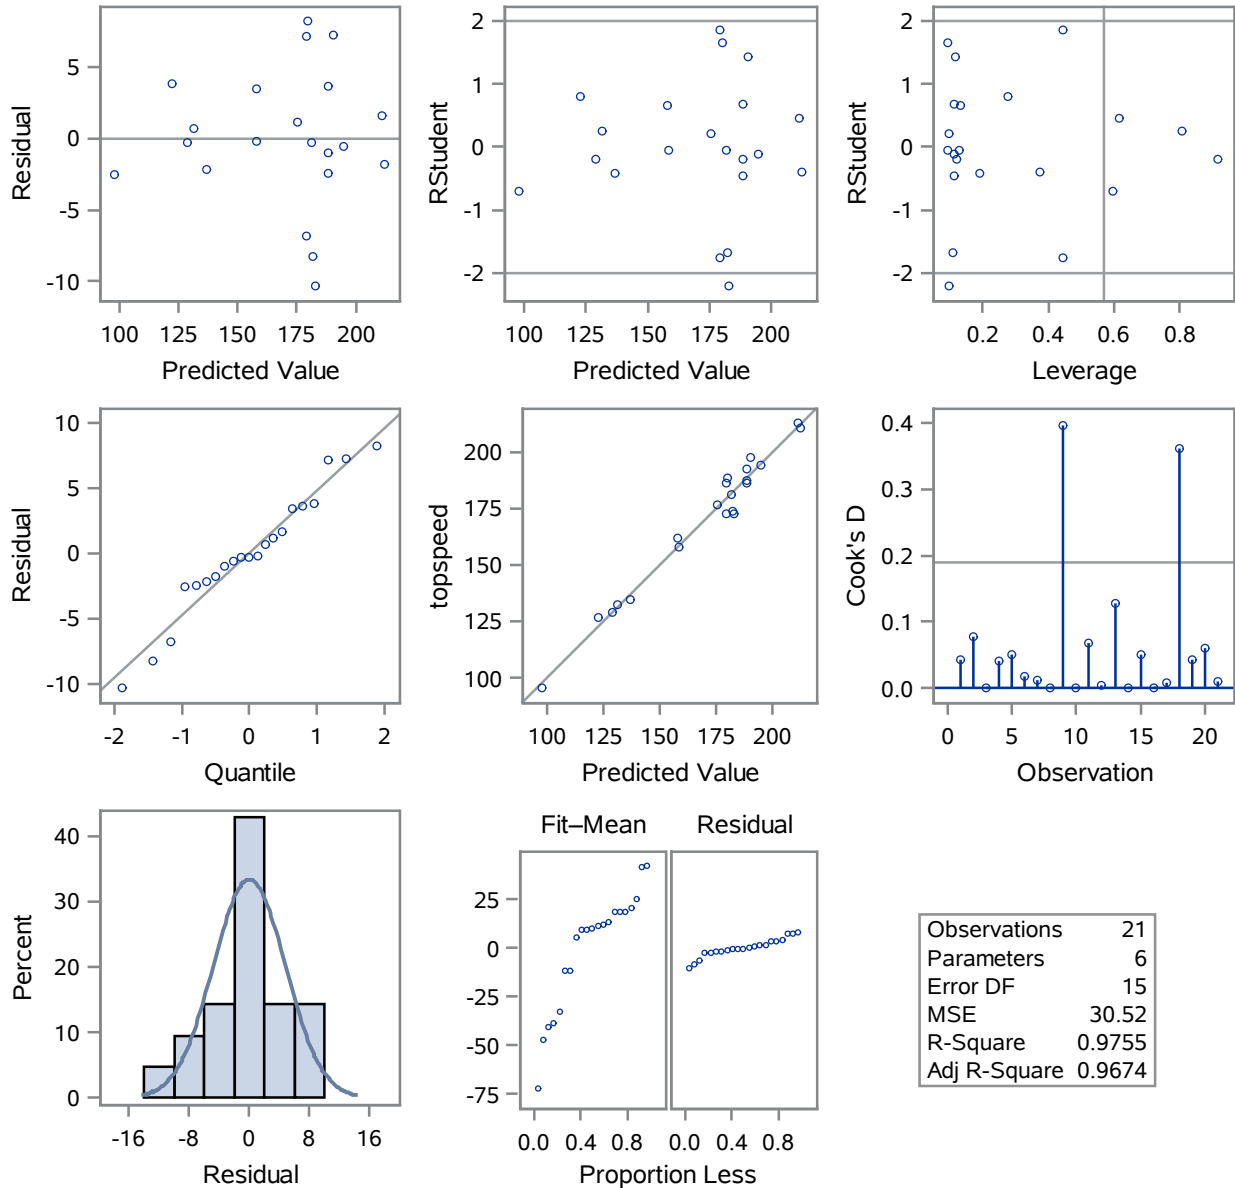 Residual
5
0
-5
-10
100 125 150 175 200
Predicted Value
RStudent
2
1
0
-1
-2
100 125 150 175 200
Predicted Value
RStudent
2
1
0
-1
-2
0.2 0.4 0.6 0.8
Leverage
Residual
10
5
0
-5
-10
-2 -1 0 1 2
Quantile
topspeed
200
175
150
125
100
100 125 150 175 200
Predicted Value
Cook's D
0.4
0.3
0.2
0.1
0.0
0 5 10 15 20
Observation
Percent
40
30
20
10
0
-16 -8 0 8 16
Residual
Fit–Mean Residual
25
0
-25
-50
-75
0.0 0.4 0.8 0.0 0.4 0.8
Proportion Less
Observations 21
Parameters 6
Error DF 15
MSE 30.52
R-Square 0.9755
Adj R-Square 0.9674